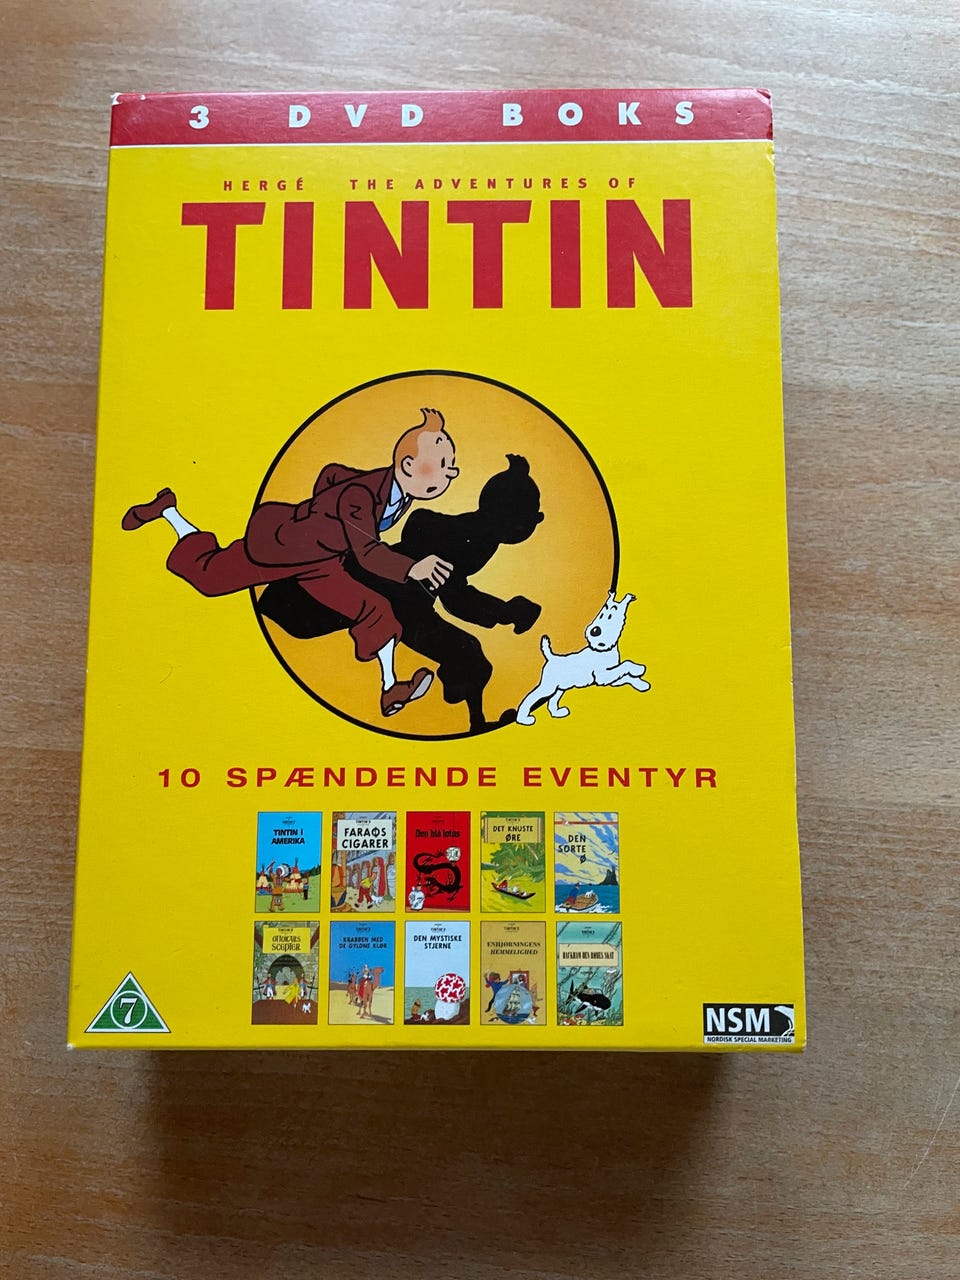 3 DVD BOKS
HERGÉ THE ADVENTURES OF
TINTIN
10 SPÆNDENDE EVENTYR
TINTIN I
AMERIKA
FARAOS
CIGARER
Den blå lotus
DET KNUSTE
ØRE
DEN
SORTE
Ø
OTTOKARS
SCEPTER
KRABBEN MED
DE GYLDNE KLØR
DEN MYSTISKE
STJERNE
ENHJØRNINGENS
HEMMELIGHED
RACKHAM DEN RØDES SKAT
7
NSM
NORDISK SPECIAL MARKETING